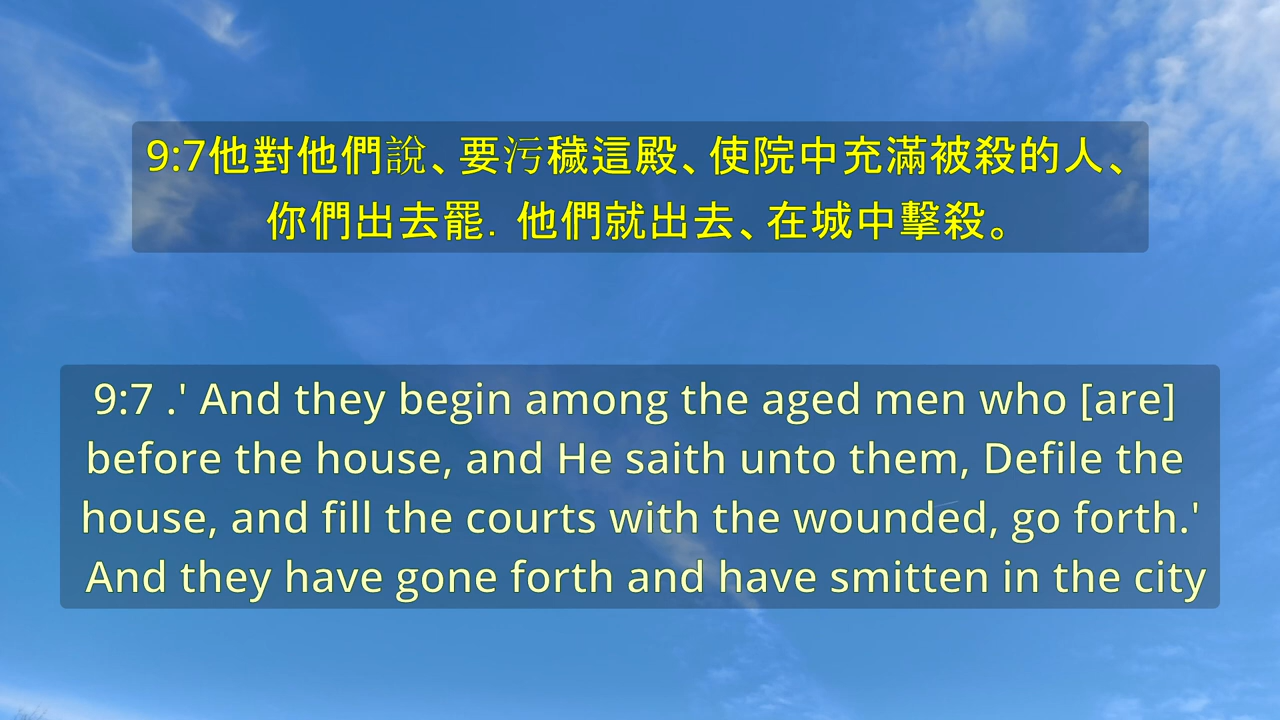 9:7他對他們說、要污穢這殿、使院中充滿被殺的人、
你們出去罷．他們就出去、在城中擊殺。
9:7 .' And they begin among the aged men who [are]
before the house, and He saith unto them, Defile the
house, and fill the courts with the wounded, go forth.'
And they have gone forth and have smitten in the city